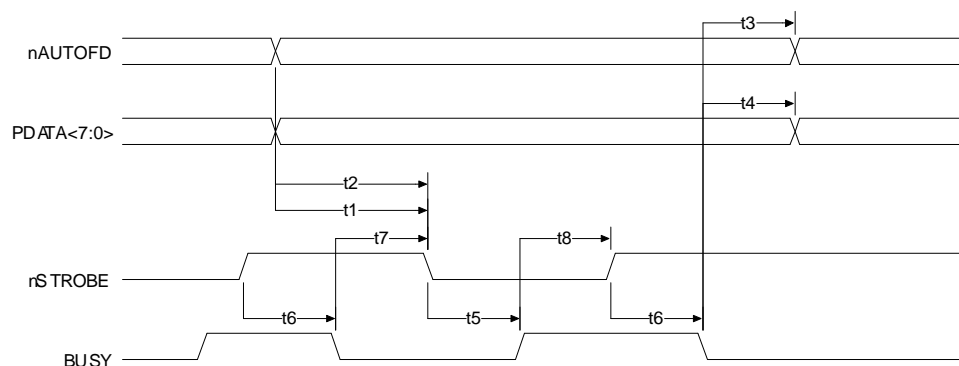 t3
nAUTOFD
t4
PDATA<7:0>
t2
t1
t7
t8
nSTROBE
t6
t5
t6
BUSY